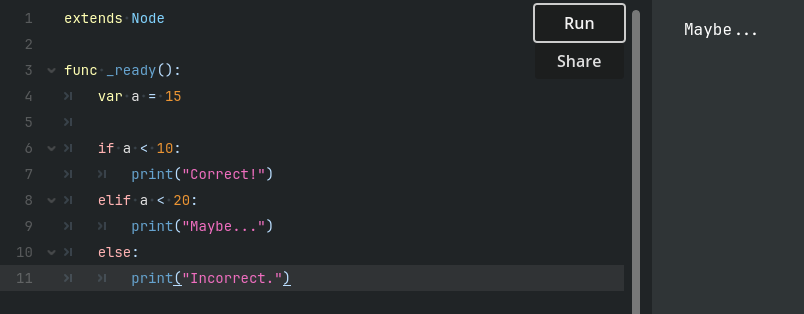 1 extends Node
2
3 func _ready():
4 var a = 15
5
6 if a < 10:
7 print("Correct!")
8 elif a < 20:
9 print("Maybe...")
10 else:
11 print("Incorrect.")
Run
Share
Maybe...